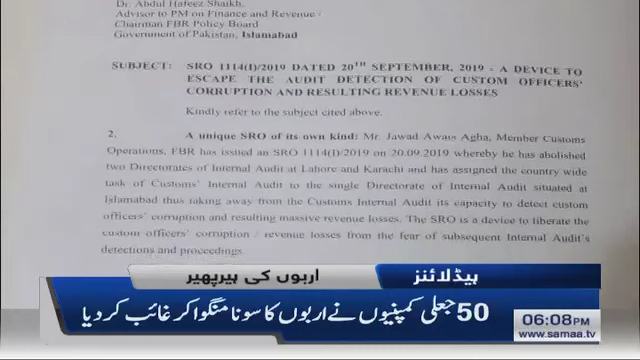 Dr. Abdul Hafeez Shaikh,
Advisor to PM on Finance and Revenue /
Chairman FBR Policy Board
Government of Pakistan, Islamabad
SUBJECT: SRO 1114(I)/2019 DATED 20TH SEPTEMBER, 2019 - A DEVICE TO
ESCAPE THE AUDIT DETECTION OF CUSTOM OFFICERS'
CORRUPTION AND RESULTING REVENUE LOSSES
Kindly refer to the subject cited above.
2. A unique SRO of its own kind: Mr. Jawad Awais Agha, Member Customs
Operations, FBR has issued an SRO 1114(I)/2019 on 20.09.2019 whereby he has abolished
two Directorates of Internal Audit at Lahore and Karachi and has assigned the country wide
task of Customs' Internal Audit to the single Directorate of Internal Audit situated at
Islamabad thus taking away from the Customs Internal Audit its capacity to detect custom
officers' corruption and resulting massive revenue losses. The SRO is a device to liberate the
custom officers' corruption / revenue losses from the fear of subsequent Internal Audit's
detections and proceedings.
ہیڈلائنز
اربوں کی ہیرپھیر
50 جعلی کمپنیوں نے اربوں کا سونا منگوا کر غائب کر دیا
06:08PM
www.samaa.tv